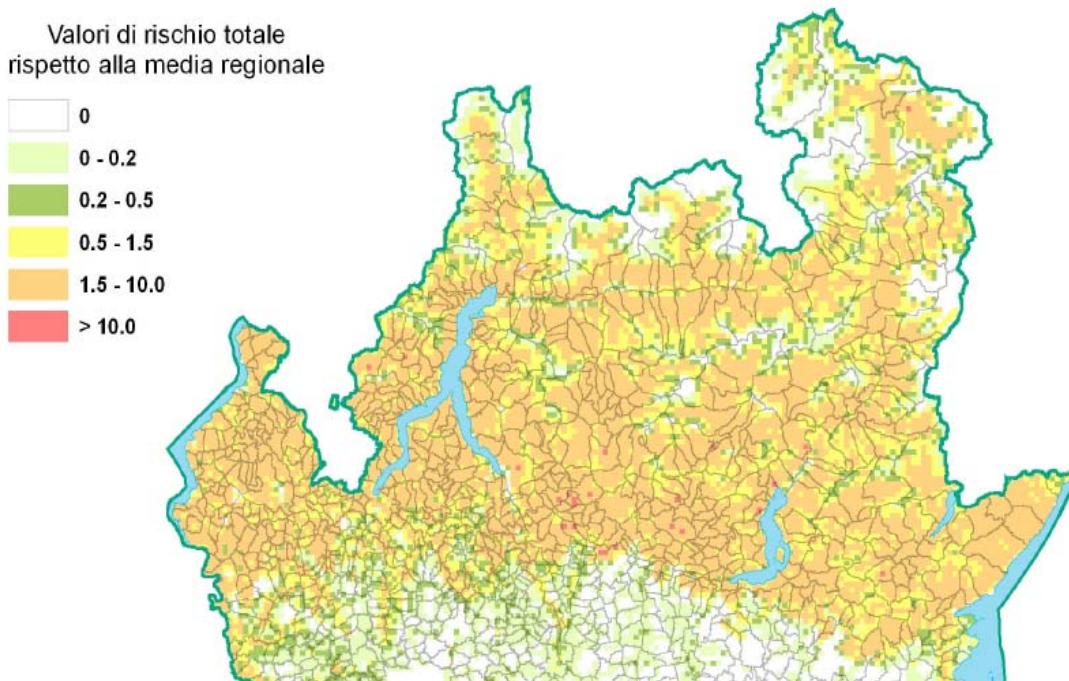 Valori di rischio totale
rispetto alla media regionale
0
0 - 0.2
0.2 - 0.5
0.5 - 1.5
1.5 - 10.0
> 10.0